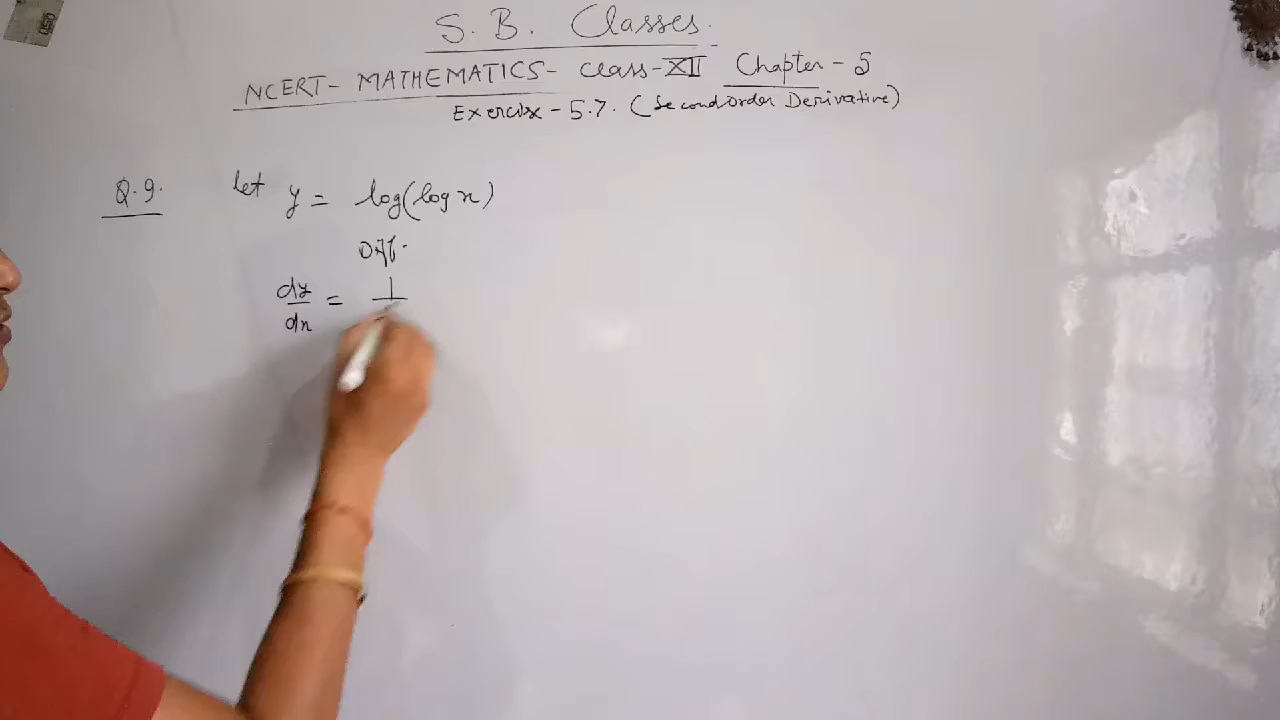 S. B. Classes.
NCERT- MATHEMATICS- Class-XII Chapter - 5
Exercise - 5.7. (Second Order Derivative)
Q.9. let y = log(log x)
Diff.
dy/dx = 1